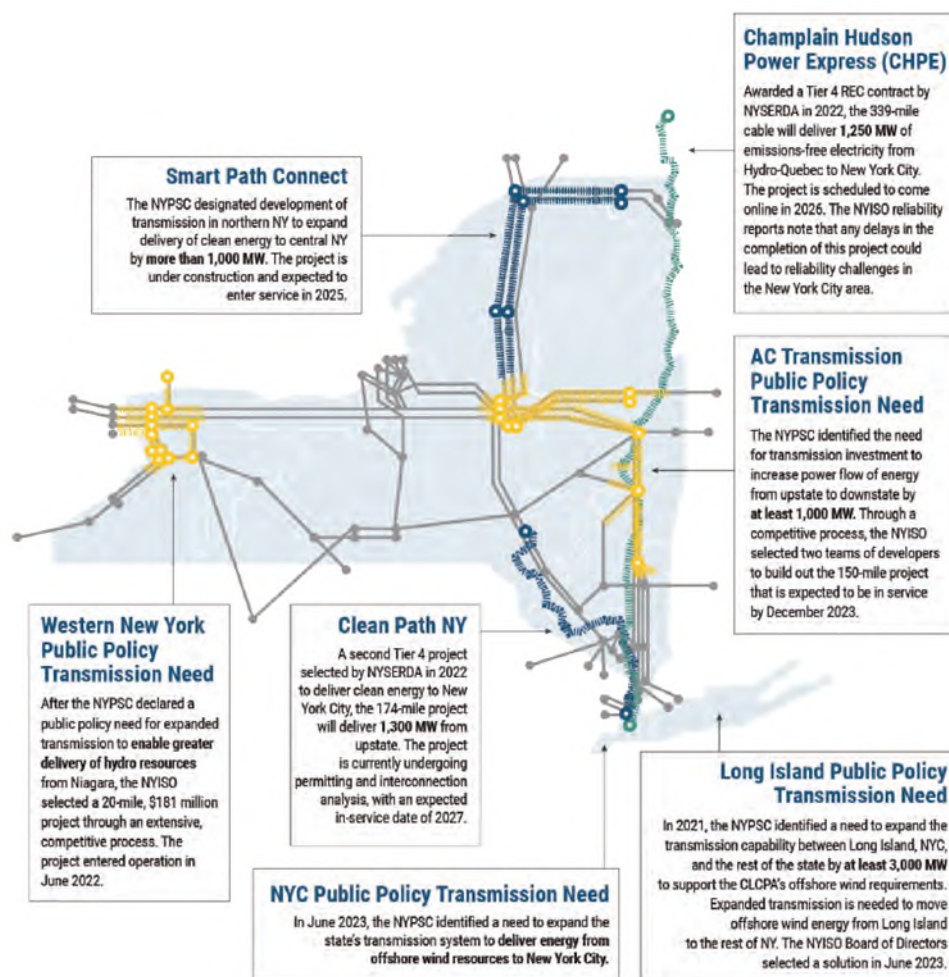 Champlain Hudson
Power Express (CHPE)
Awarded a Tier 4 REC contract by
NYSERDA in 2022, the 339-mile
cable will deliver 1,250 MW of
emissions-free electricity from
Hydro-Quebec to New York City.
The project is scheduled to come
online in 2026. The NYISO reliability
reports note that any delays in the
completion of this project could
lead to reliability challenges in
the New York City area.
Smart Path Connect
The NYPSC designated development of
transmission in northern NY to expand
delivery of clean energy to central NY
by more than 1,000 MW. The project is
under construction and expected to
enter service in 2025.
AC Transmission
Public Policy
Transmission Need
The NYPSC identified the need
for transmission investment to
increase power flow of energy
from upstate to downstate by
at least 1,000 MW. Through a
competitive process, the NYISO
selected two teams of developers
to build out the 150-mile project
that is expected to be in service
by December 2023.
Western New York
Public Policy
Transmission Need
After the NYPSC declared a
public policy need for expanded
transmission to enable greater
delivery of hydro resources
from Niagara, the NYISO
selected a 20-mile, $181 million
project through an extensive,
competitive process. The
project entered operation in
June 2022.
Clean Path NY
A second Tier 4 project
selected by NYSERDA in 2022
to deliver clean energy to New
York City, the 174-mile project
will deliver 1,300 MW from
upstate. The project
is currently undergoing
permitting and interconnection
analysis, with an expected
in-service date of 2027.
NYC Public Policy Transmission Need
In June 2023, the NYPSC identified a need to expand the
state's transmission system to deliver energy from
offshore wind resources to New York City.
Long Island Public Policy
Transmission Need
In 2021, the NYPSC identified a need to expand the
transmission capability between Long Island, NYC,
and the rest of the state by at least 3,000 MW
to support the CLCPA's offshore wind requirements.
Expanded transmission is needed to move
offshore wind energy from Long Island
to the rest of NY. The NYISO Board of Directors
selected a solution in June 2023.